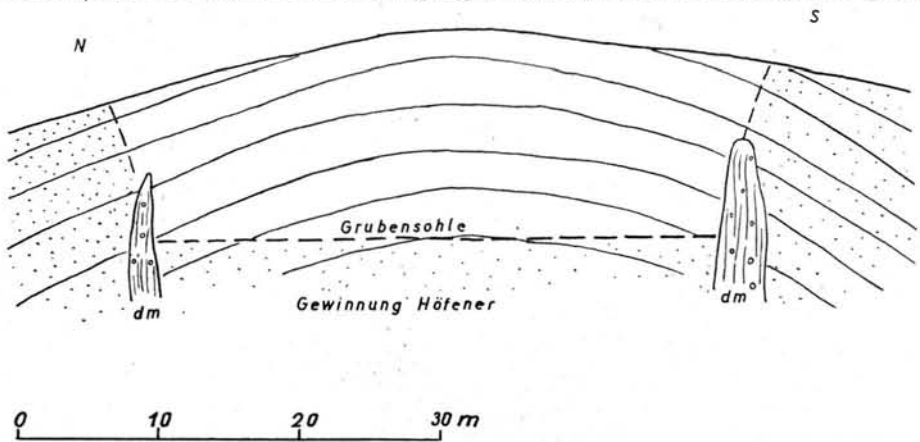 S
N
Grubensohle
Gewinnung Höfener
dm
dm
0 10 20 30 m